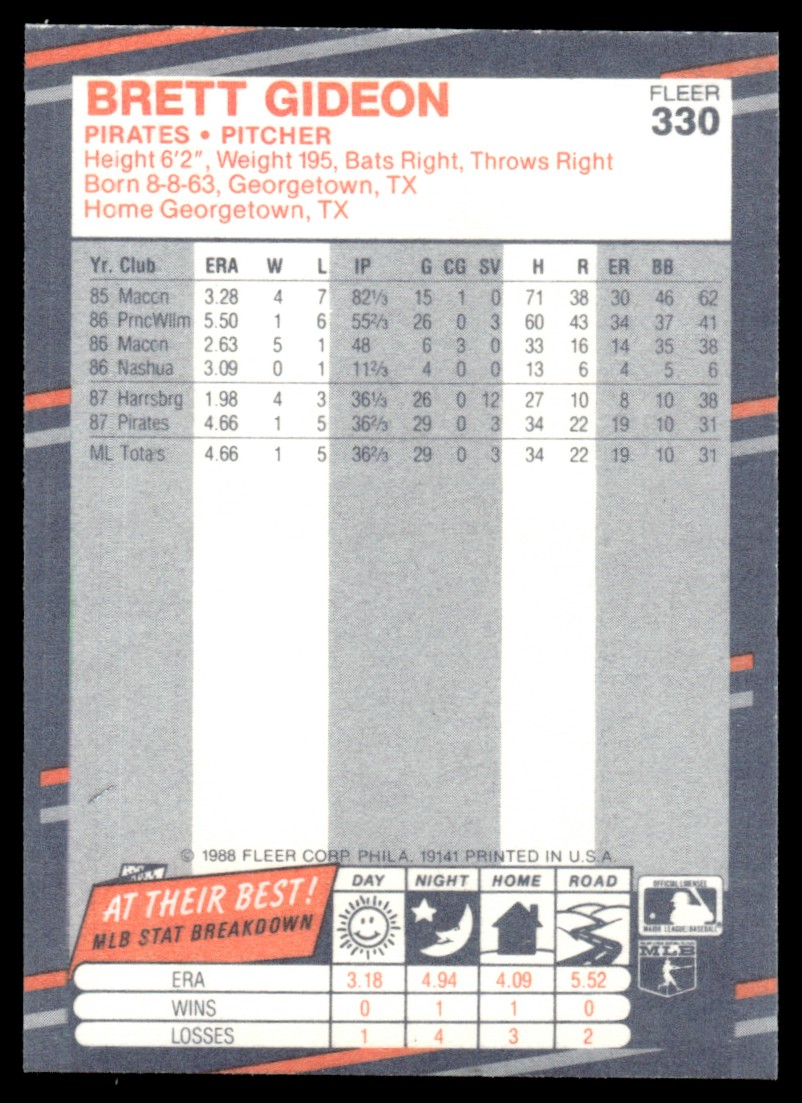 BRETT GIDEON
FLEER
330
PIRATES • PITCHER
Height 6'2", Weight 195, Bats Right, Throws Right
Born 8-8-63, Georgetown, TX
Home Georgetown, TX
Yr. Club ERA W L IP G CG SV H R ER BB
85 Macon 3.28 4 7 82⅓ 15 1 0 71 38 30 46 62
86 PrncWllm 5.50 1 6 55⅔ 26 0 3 60 43 34 37 41
86 Macon 2.63 5 1 48 6 3 0 33 16 14 35 38
86 Nashua 3.09 0 1 11⅔ 4 0 0 13 6 4 5 6
87 Harrsbrg 1.98 4 3 36⅓ 26 0 12 27 10 8 10 38
87 Pirates 4.66 1 5 36⅔ 29 0 3 34 22 19 10 31
ML Totals 4.66 1 5 36⅔ 29 0 3 34 22 19 10 31
© 1988 FLEER CORP. PHILA. 19141 PRINTED IN U.S.A.
AT THEIR BEST!
MLB STAT BREAKDOWN
DAY NIGHT HOME ROAD
ERA 3.18 4.94 4.09 5.52
WINS 0 1 1 0
LOSSES 1 4 3 2
OFFICIAL LICENSEE
MAJOR LEAGUE BASEBALL
MLB